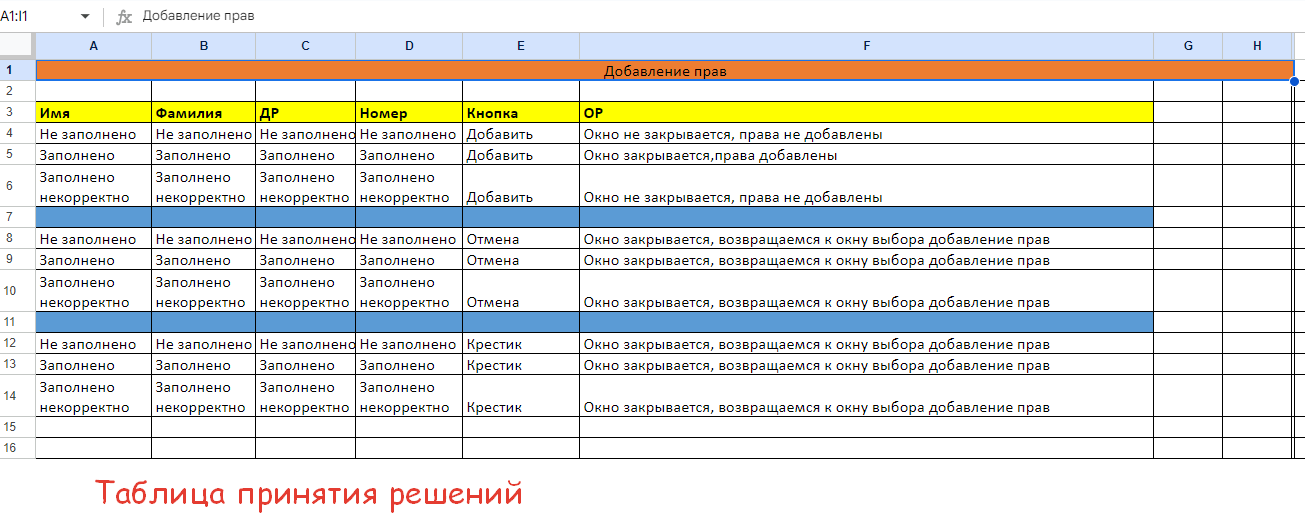 A1:I1 fx Добавление прав
A B C D E F G H
1 Добавление прав
2
3 Имя Фамилия ДР Номер Кнопка ОР
4 Не заполнено Не заполнено Не заполнено Не заполнено Добавить Окно не закрывается, права не добавлены
5 Заполнено Заполнено Заполнено Заполнено Добавить Окно закрывается,права добавлены
Заполнено Заполнено Заполнено Заполнено
6 некорректно некорректно некорректно некорректно Добавить Окно не закрывается, права не добавлены
7
8 Не заполнено Не заполнено Не заполнено Не заполнено Отмена Окно закрывается, возвращаемся к окну выбора добавление прав
9 Заполнено Заполнено Заполнено Заполнено Отмена Окно закрывается, возвращаемся к окну выбора добавление прав
Заполнено Заполнено Заполнено Заполнено
10 некорректно некорректно некорректно некорректно Отмена Окно закрывается, возвращаемся к окну выбора добавление прав
11
12 Не заполнено Не заполнено Не заполнено Не заполнено Крестик Окно закрывается, возвращаемся к окну выбора добавление прав
13 Заполнено Заполнено Заполнено Заполнено Крестик Окно закрывается, возвращаемся к окну выбора добавление прав
Заполнено Заполнено Заполнено Заполнено
14 некорректно некорректно некорректно некорректно Крестик Окно закрывается, возвращаемся к окну выбора добавление прав
15
16
Таблица принятия решений